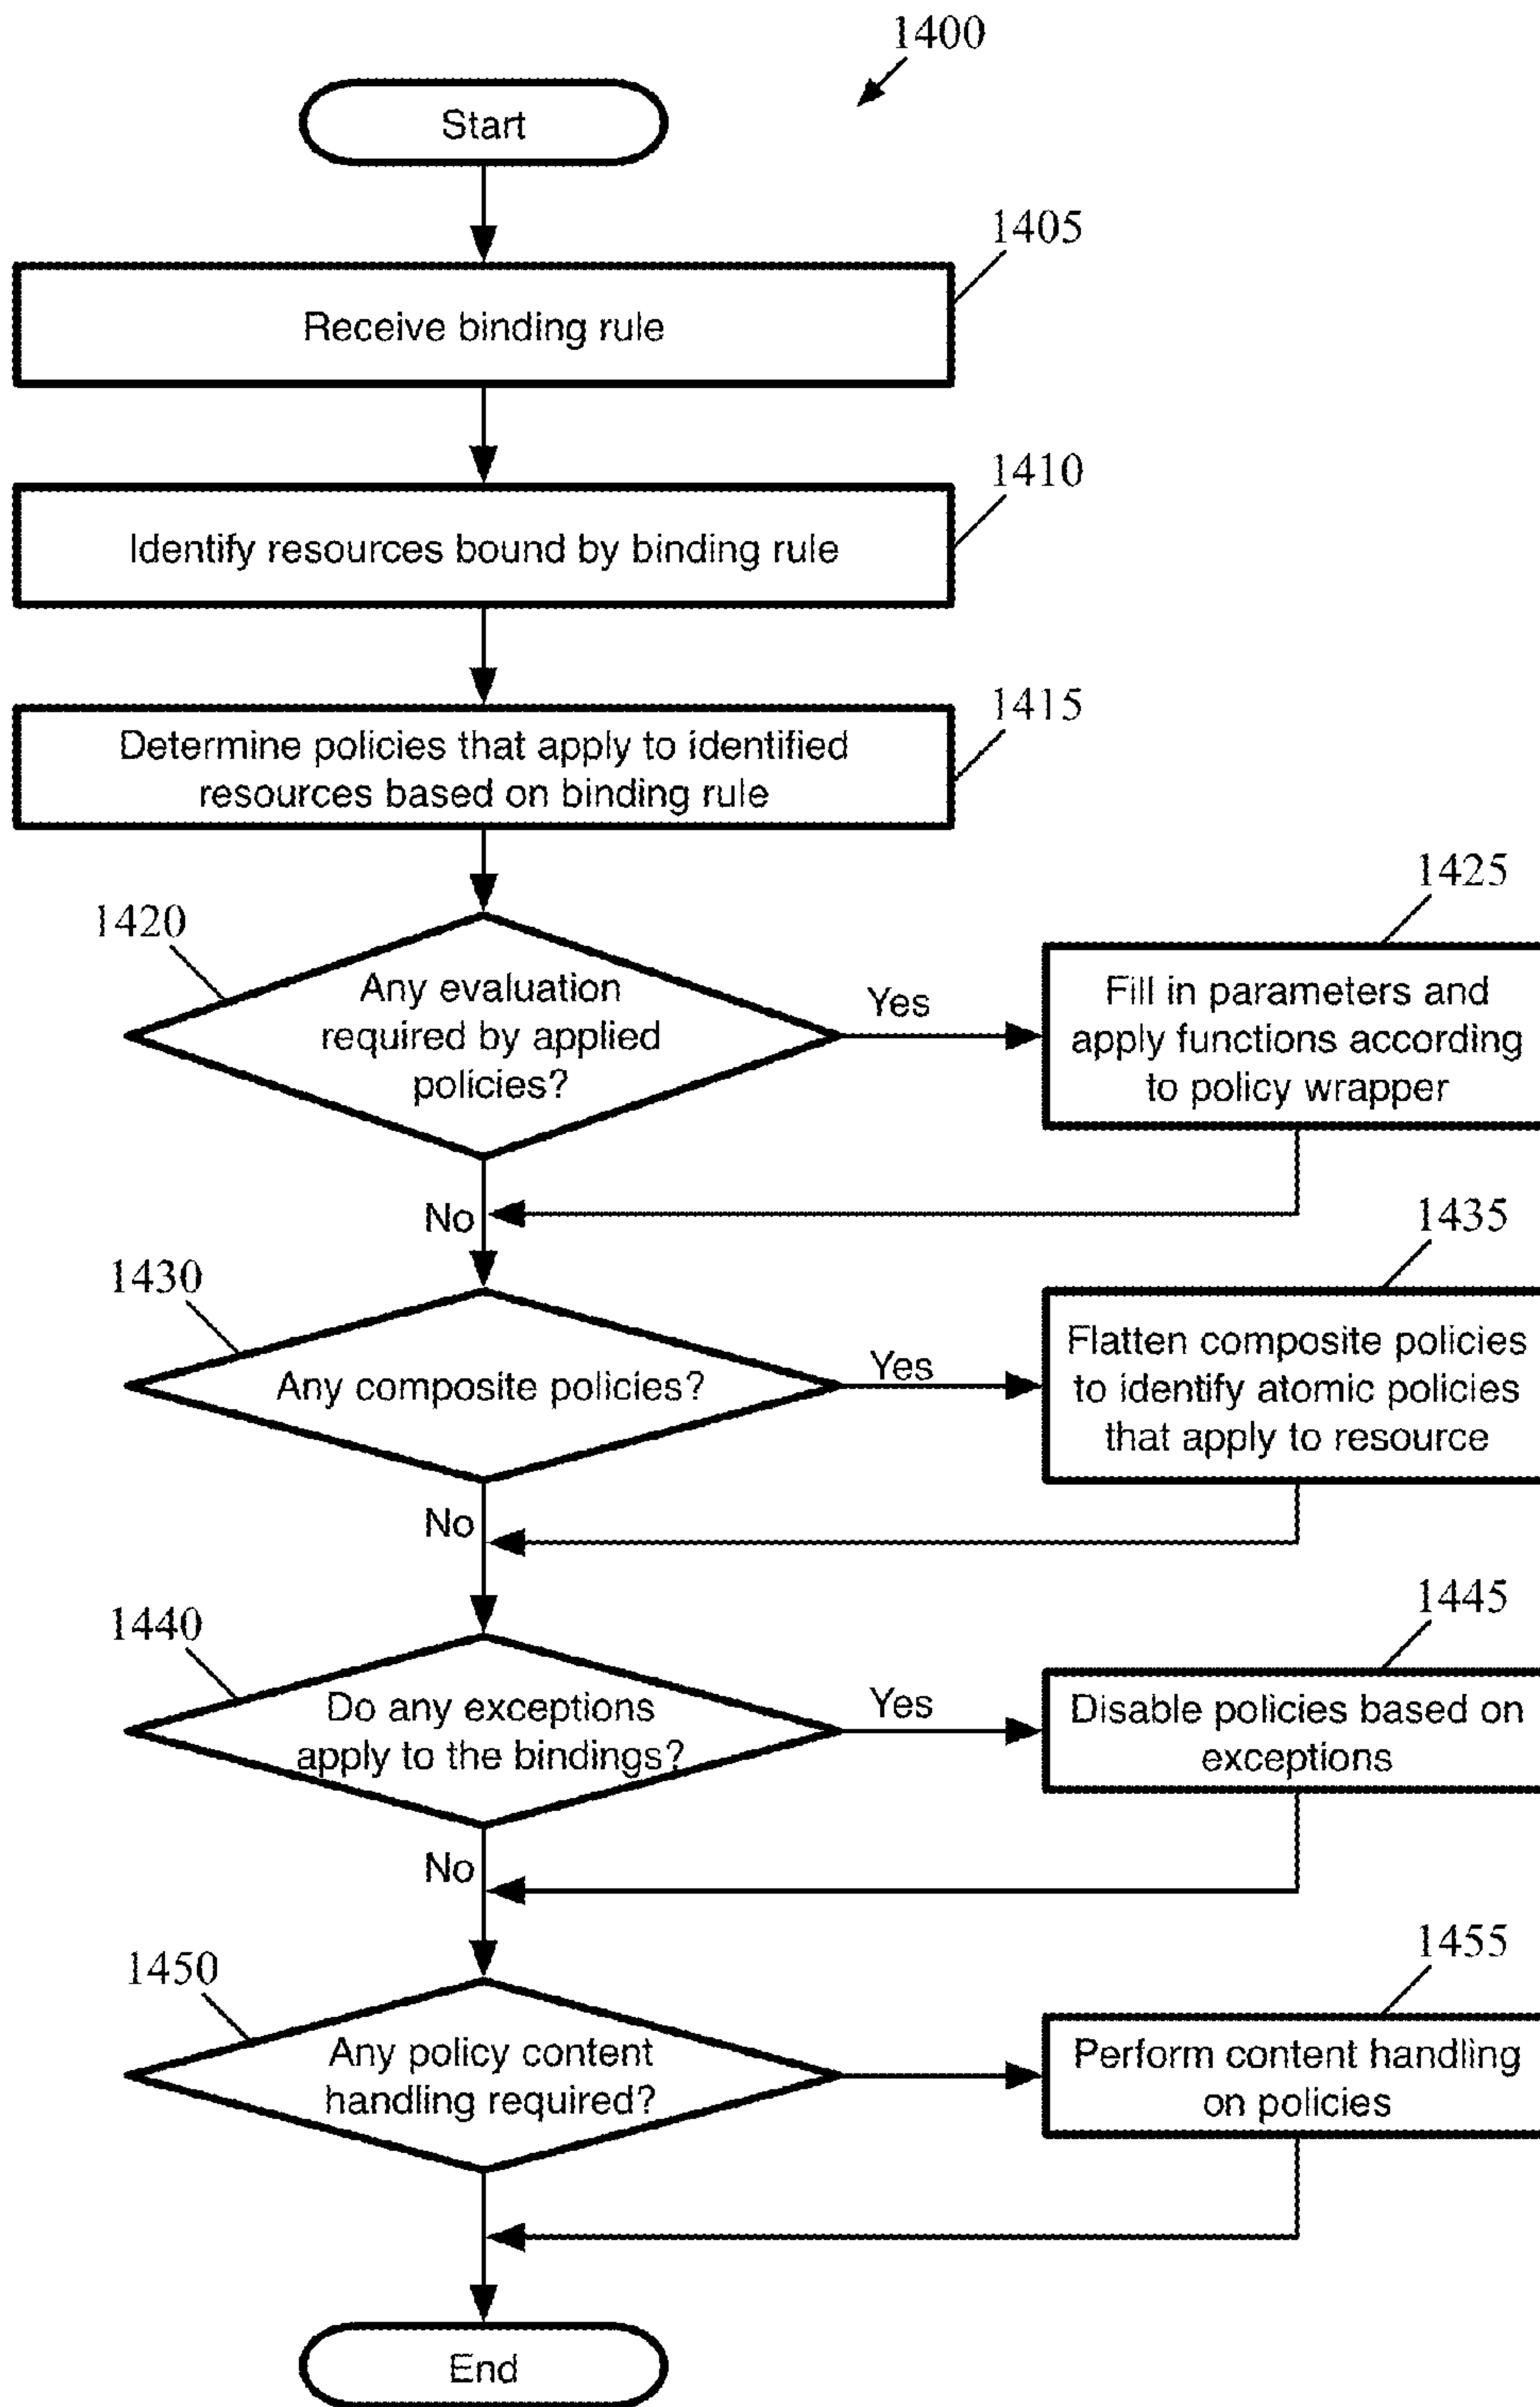 1400
Start
1405
Receive binding rule
1410
Identify resources bound by binding rule
1415
Determine policies that apply to identified
resources based on binding rule
1420
Any evaluation
required by applied
policies?
Yes
1425
Fill in parameters and
apply functions according
to policy wrapper
No
1430
Any composite policies?
Yes
1435
Flatten composite policies
to identify atomic policies
that apply to resource
No
1440
Do any exceptions
apply to the bindings?
Yes
1445
Disable policies based on
exceptions
No
1450
Any policy content
handling required?
1455
Perform content handling
on policies
End